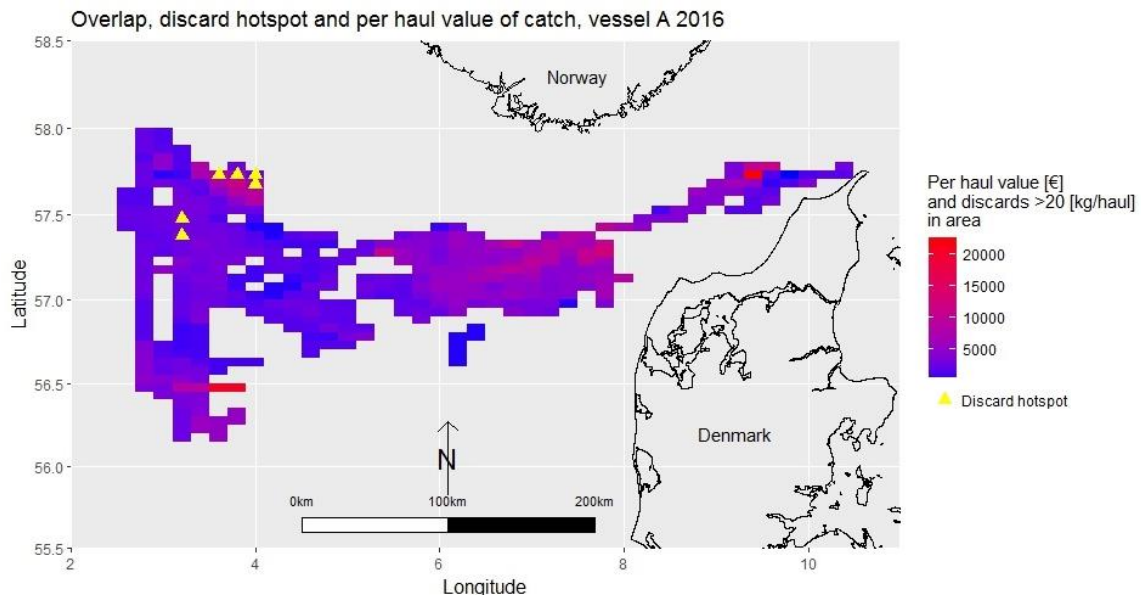 Overlap, discard hotspot and per haul value of catch, vessel A 2016
58.5
Norway
58.0
57.5
57.0
56.5
56.0
55.5
Latitude
Denmark
N
0km 100km 200km
2 4 6 8 10
Longitude
Per haul value [€]
and discards >20 [kg/haul]
in area
20000
15000
10000
5000
Discard hotspot